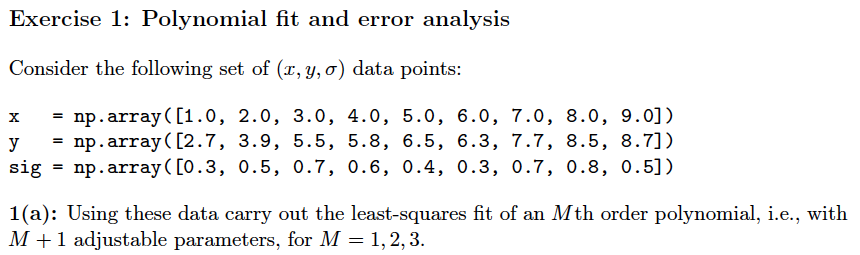 Exercise 1: Polynomial fit and error analysis
Consider the following set of (x, y, σ) data points:
x = np.array([1.0, 2.0, 3.0, 4.0, 5.0, 6.0, 7.0, 8.0, 9.0])
y = np.array([2.7, 3.9, 5.5, 5.8, 6.5, 6.3, 7.7, 8.5, 8.7])
sig = np.array([0.3, 0.5, 0.7, 0.6, 0.4, 0.3, 0.7, 0.8, 0.5])
1(a): Using these data carry out the least-squares fit of an Mth order polynomial, i.e., with
M + 1 adjustable parameters, for M = 1, 2, 3.